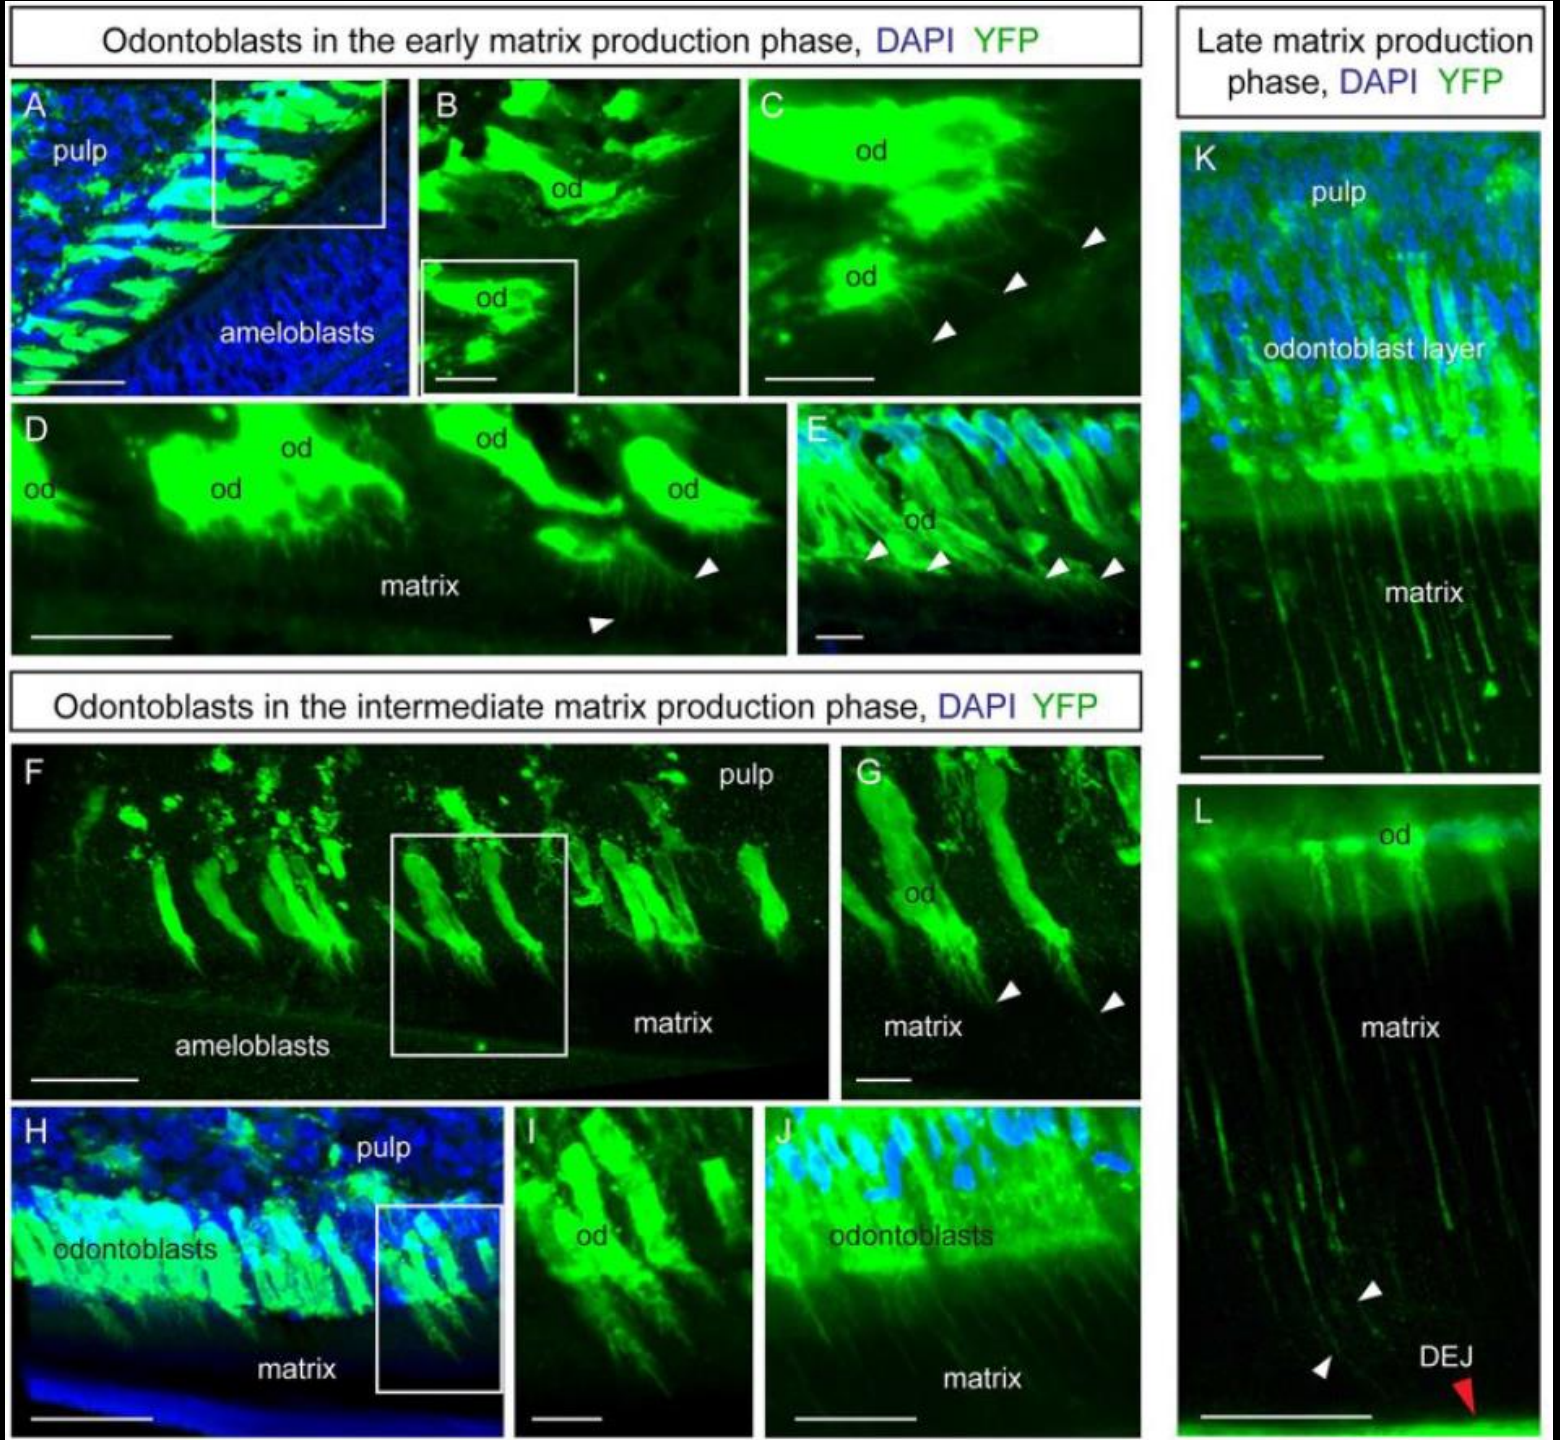 Odontoblasts in the early matrix production phase, DAPI YFP
A
pulp
ameloblasts
B
od
od
C
od
od
D
od
od
od
od
od
matrix
E
od
Odontoblasts in the intermediate matrix production phase, DAPI YFP
F
pulp
ameloblasts
matrix
G
od
matrix
H
pulp
odontoblasts
matrix
I
od
J
odontoblasts
matrix
Late matrix production
phase, DAPI YFP
K
pulp
odontoblast layer
matrix
L
od
matrix
DEJ